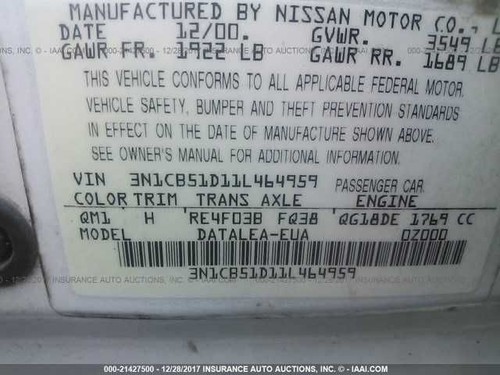 MANUFACTURED BY NISSAN MOTOR CO.,
DATE 12/00. GVWR. 3549 LB
GAWR FR. 1922 LB GAWR RR. 1689 LB
THIS VEHICLE CONFORMS TO ALL APPLICABLE FEDERAL MOTOR
VEHICLE SAFETY, BUMPER AND THEFT PREVENTION STANDARDS
IN EFFECT ON THE DATE OF MANUFACTURE SHOWN ABOVE.
SEE OWNER'S MANUAL FOR ADDITIONAL INFORMATION.
VIN 3N1CB51D11L464959 PASSENGER CAR
COLOR TRIM TRANS AXLE ENGINE
QM1 H RE4F03B FQ38 QG18DE 1769 CC
MODEL DATALEA-EUA 0Z000
3N1CB51D11L464959
000-21427500 - 12/28/2017 - INSURANCE AUTO AUCTIONS, INC. - © - IAAI.COM